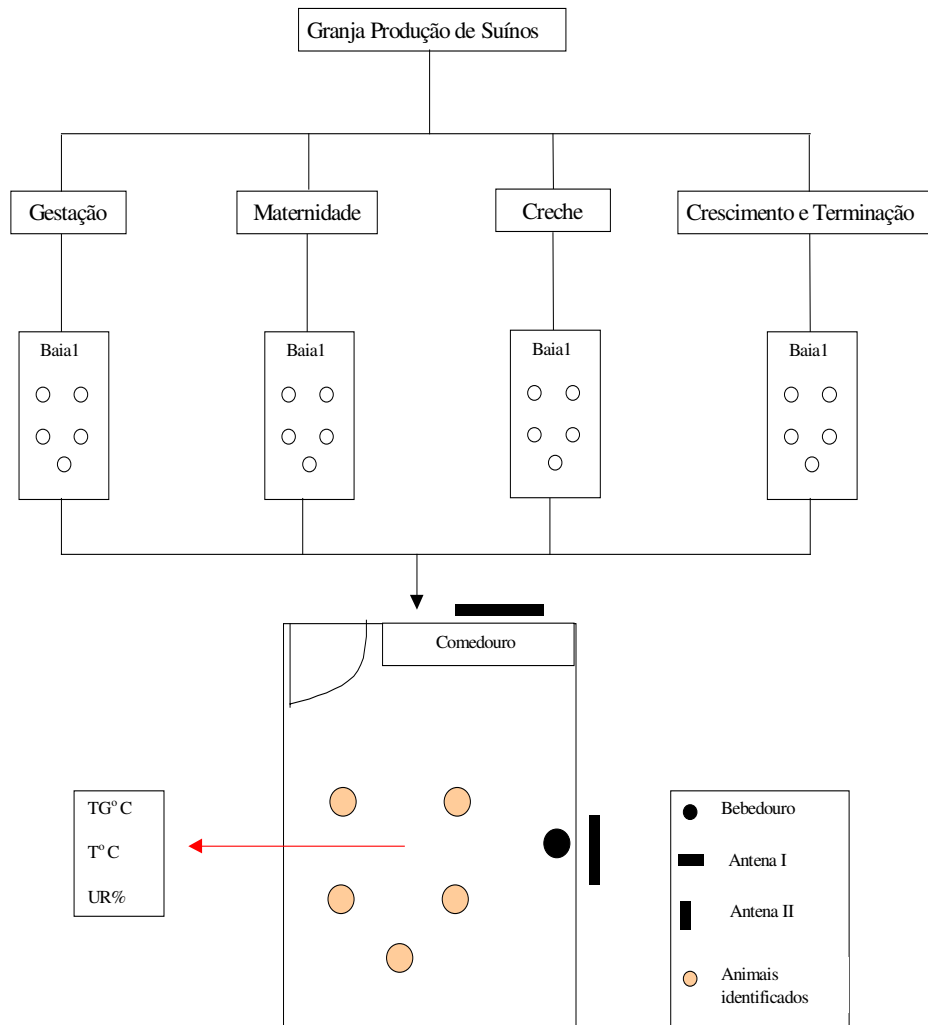 Granja Produção de Suínos
Gestação
Maternidade
Creche
Crescimento e Terminação
Baia1
Baia1
Baia1
Baia1
Comedouro
TGº C
Tº C
UR%
Bebedouro
Antena I
Antena II
Animais
identificados